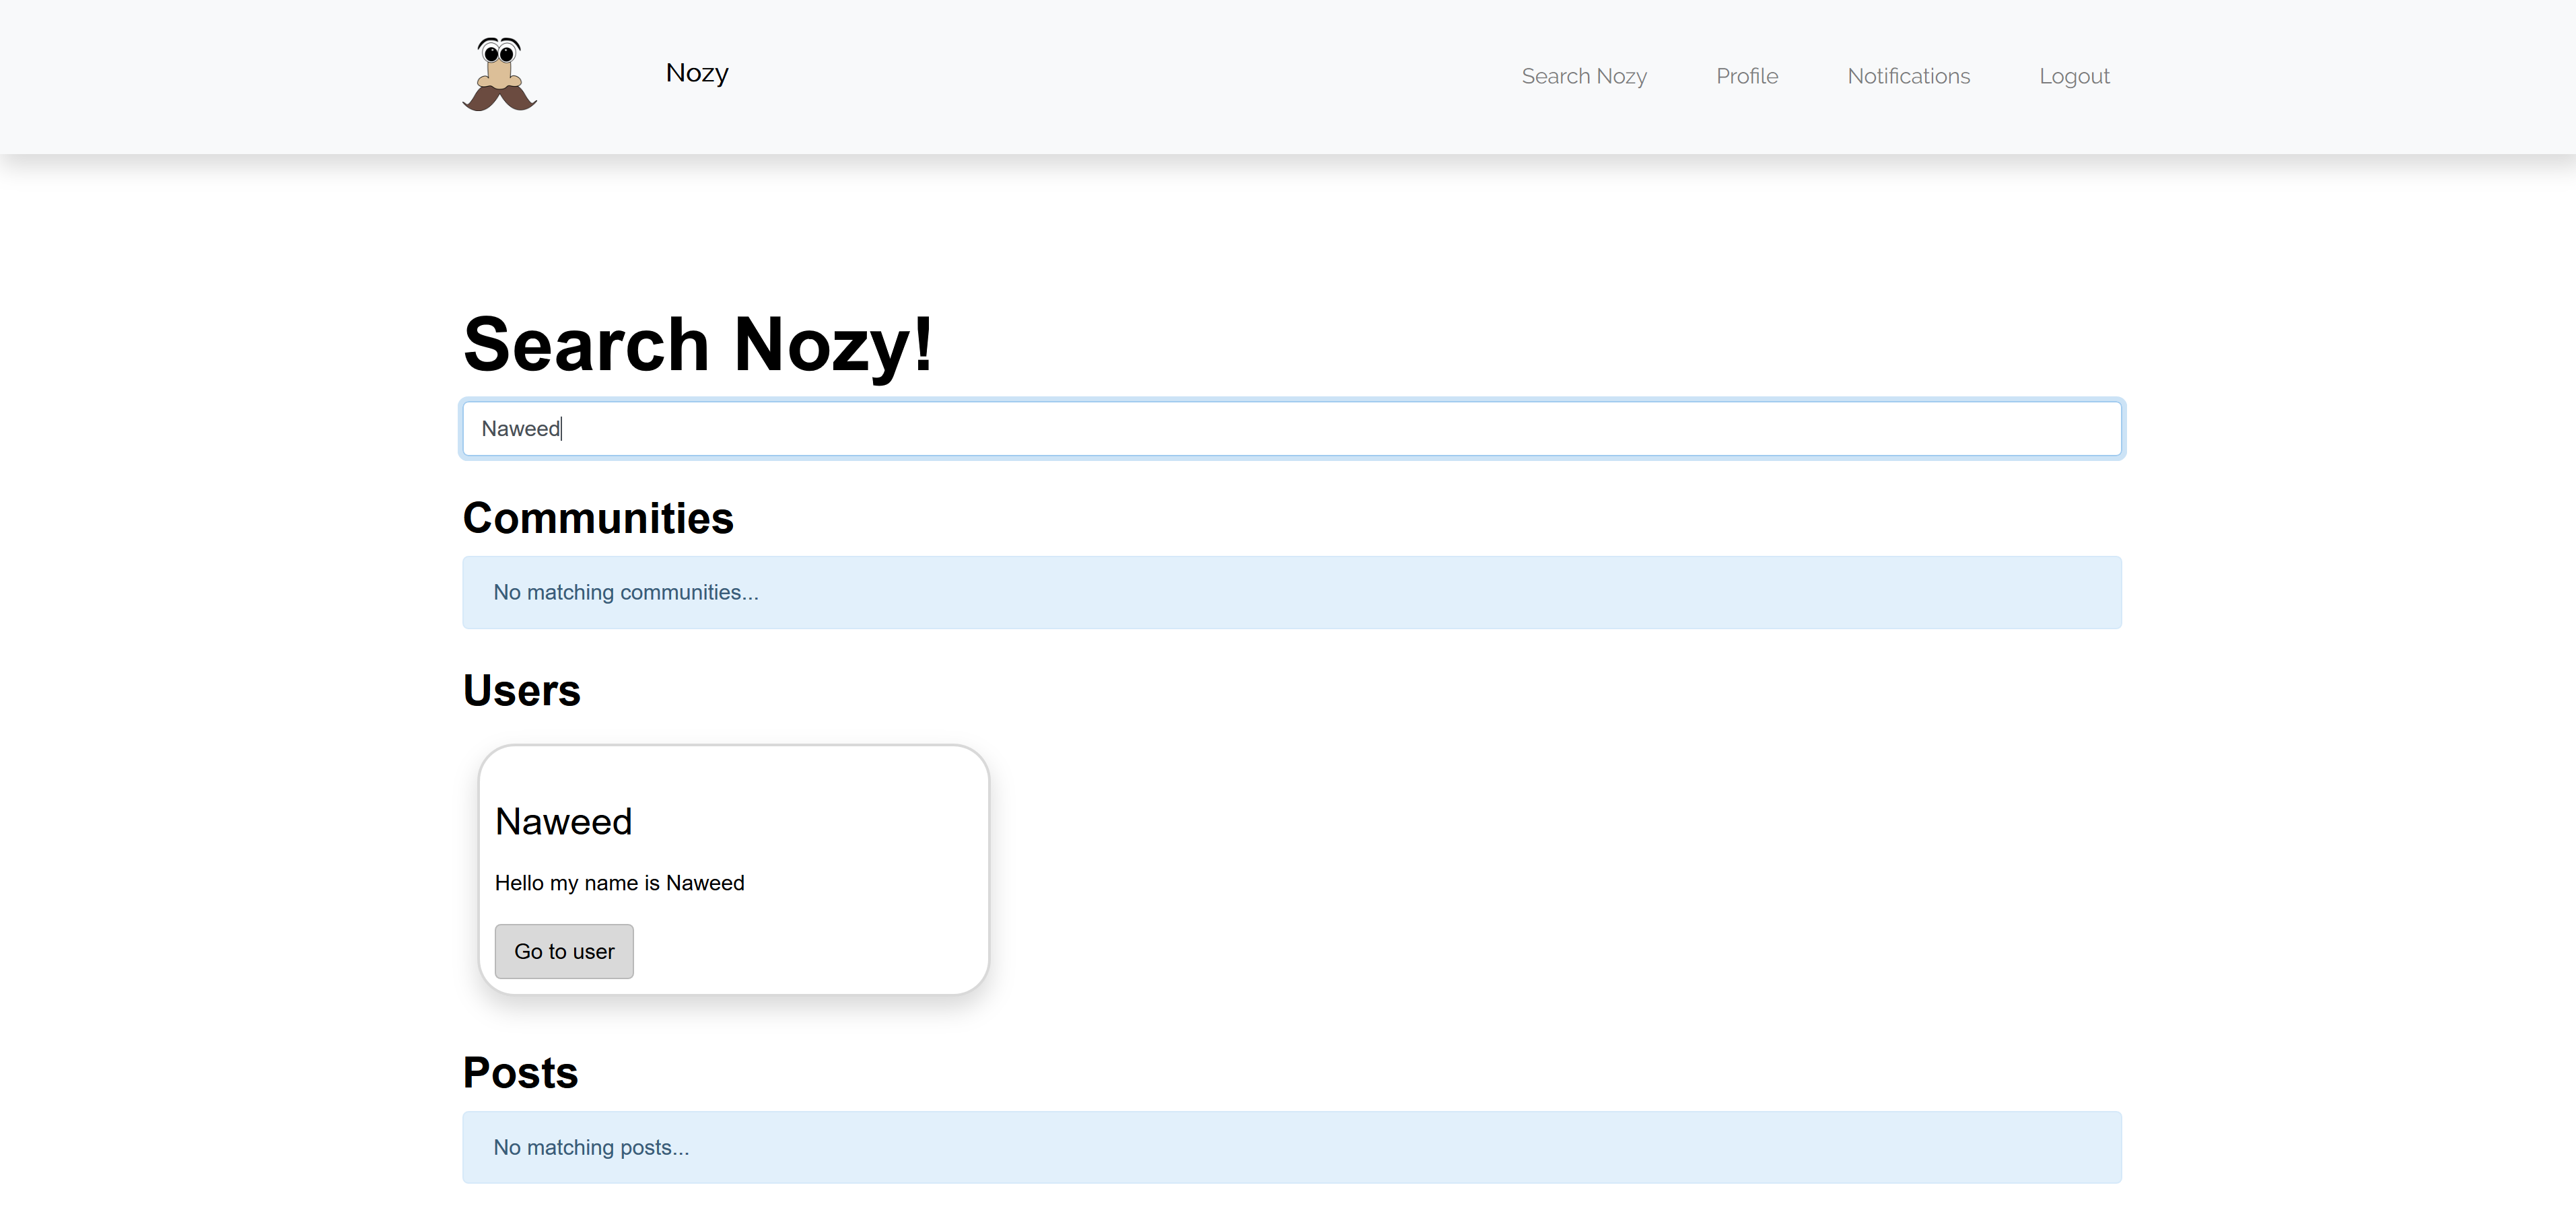 Nozy
Search Nozy
Profile
Notifications
Logout
Search Nozy!
Naweed
Communities
No matching communities...
Users
Naweed
Hello my name is Naweed
Go to user
Posts
No matching posts...